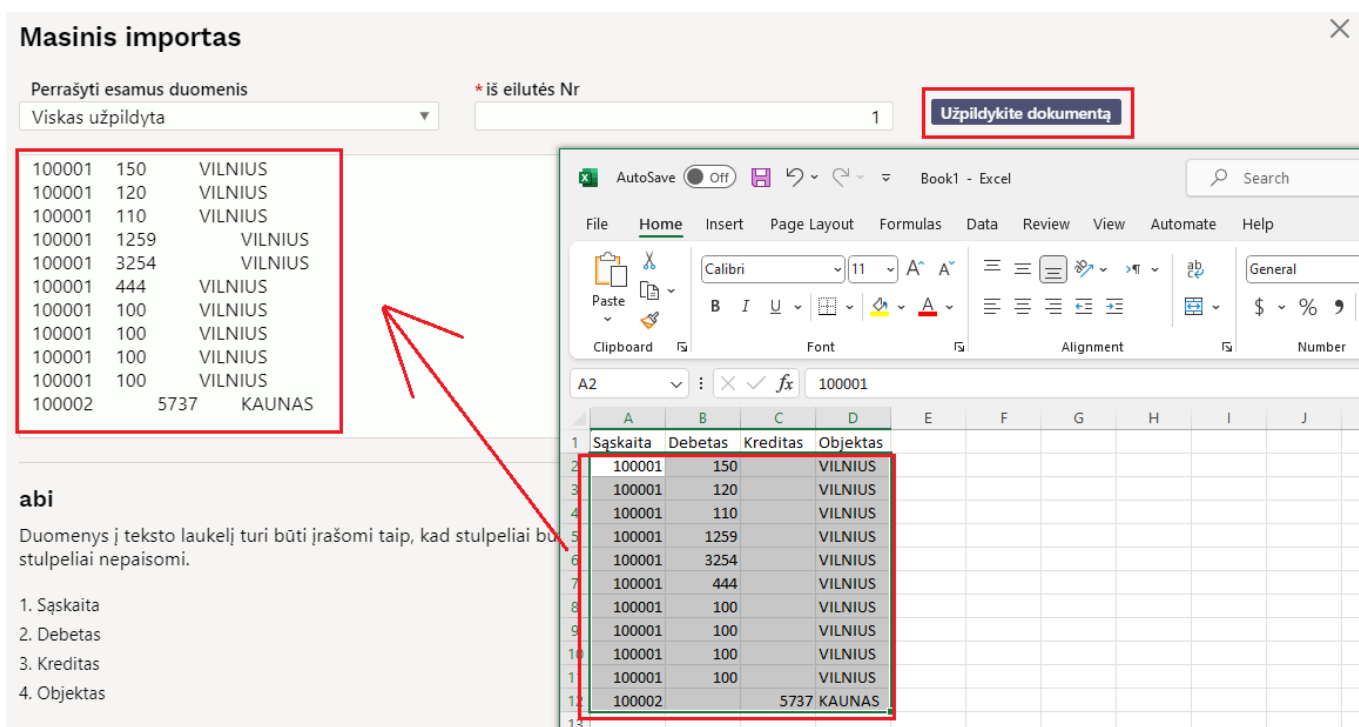 Masinis importas
Perrašyti esamus duomenis
Viskas užpildyta
* iš eilutės Nr
1
Užpildykite dokumentą
100001 150 VILNIUS
100001 120 VILNIUS
100001 110 VILNIUS
100001 1259 VILNIUS
100001 3254 VILNIUS
100001 444 VILNIUS
100001 100 VILNIUS
100001 100 VILNIUS
100001 100 VILNIUS
100001 100 VILNIUS
100002 5737 KAUNAS
abi
Duomenys į teksto laukelį turi būti įrašomi taip, kad stulpeliai
stulpeliai nepaisomi.
1. Sąskaita
2. Debetas
3. Kreditas
4. Objektas
AutoSave Off Book1 - Excel Search
File Home Insert Page Layout Formulas Data Review View Automate Help
Paste Calibri 11 A A ab General
B I U A $ % 9
Clipboard Font Alignment Number
A2 fx 100001
A B C D E F G H I J
1 Sąskaita Debetas Kreditas Objektas
2 100001 150 VILNIUS
3 100001 120 VILNIUS
4 100001 110 VILNIUS
5 100001 1259 VILNIUS
6 100001 3254 VILNIUS
7 100001 444 VILNIUS
8 100001 100 VILNIUS
9 100001 100 VILNIUS
10 100001 100 VILNIUS
11 100001 100 VILNIUS
12 100002 5737 KAUNAS
13